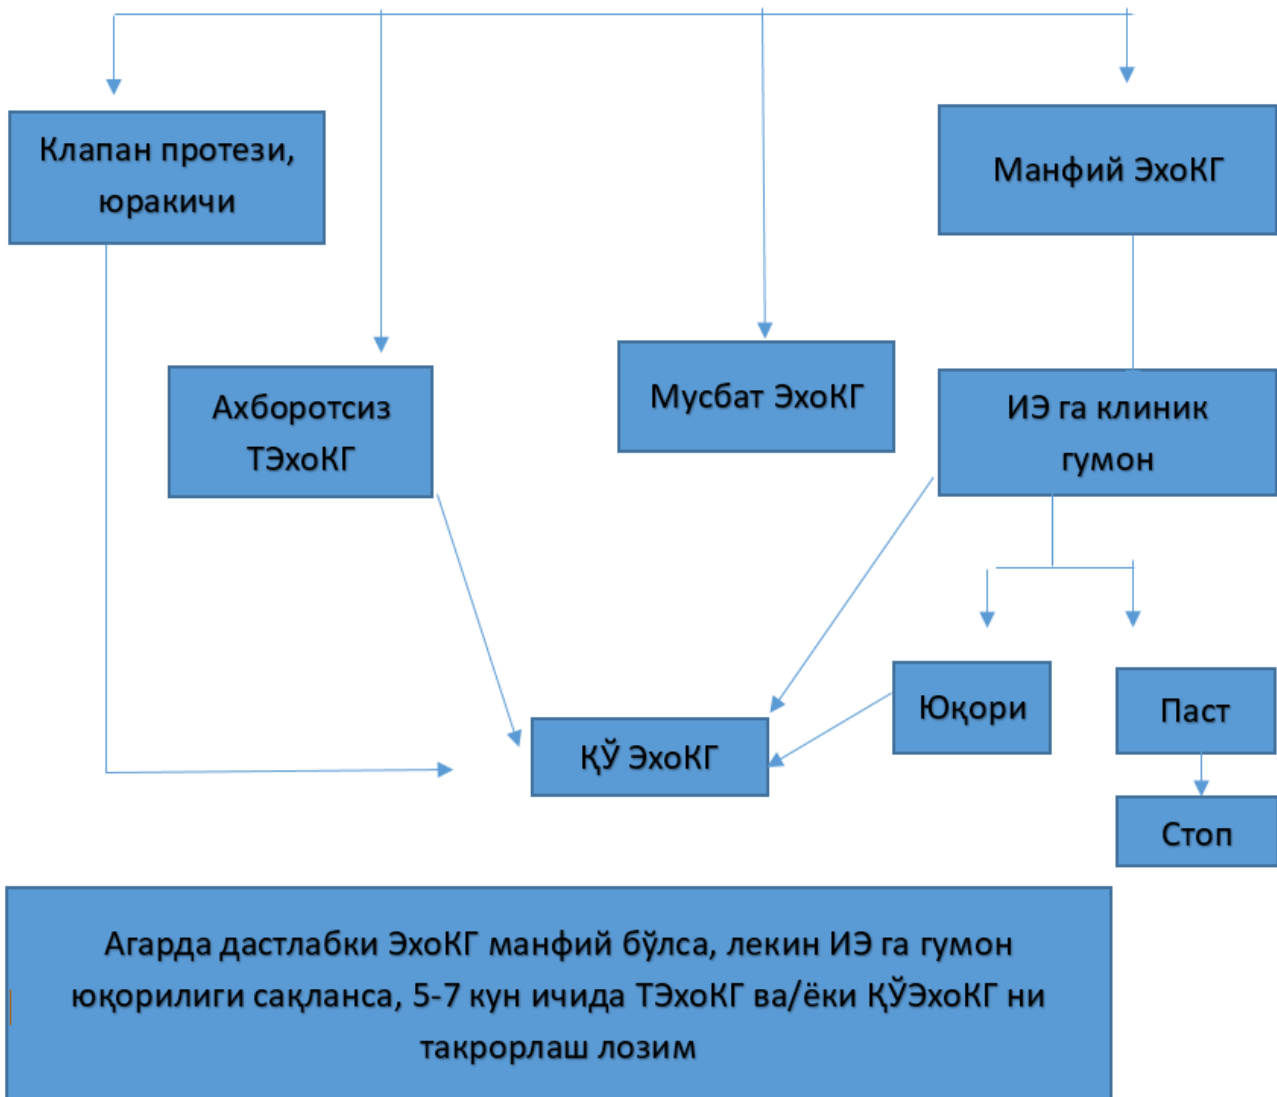 Клапан протези,
юракичи
Манфий ЭхоКГ
Ахборотсиз
ТЭхоКГ
Мусбат ЭхоКГ
ИЭ га клиник
гумон
Юқори
Паст
ҚЎ ЭхоКГ
Стоп
Агарда дастлабки ЭхоКГ манфий бўлса, лекин ИЭ га гумон
юқорилиги сақланса, 5-7 кун ичида ТЭхоКГ ва/ёки ҚЎЭхоКГ ни
такрорлаш лозим